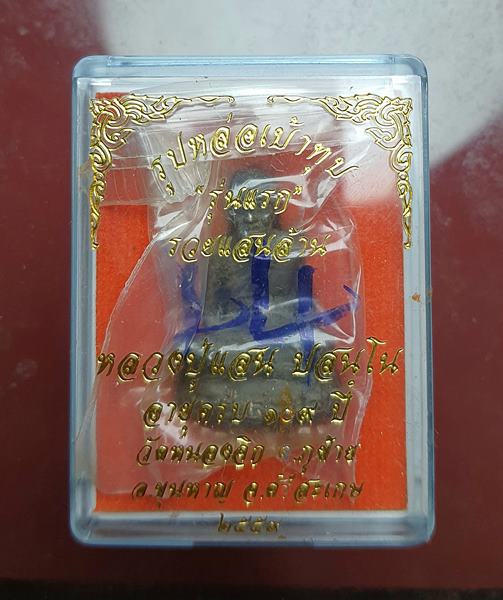 รูปหล่อเบ้าทุบ
"รุ่นแรก"
รวยแสนล้าน
หลวงปู่แสน ปสนฺโน
อายุครบ ๑๐๙ ปี
วัดหนองจิก ต.ภูฝ้าย
อ.ขุนหาญ จ.ศรีสะเกษ